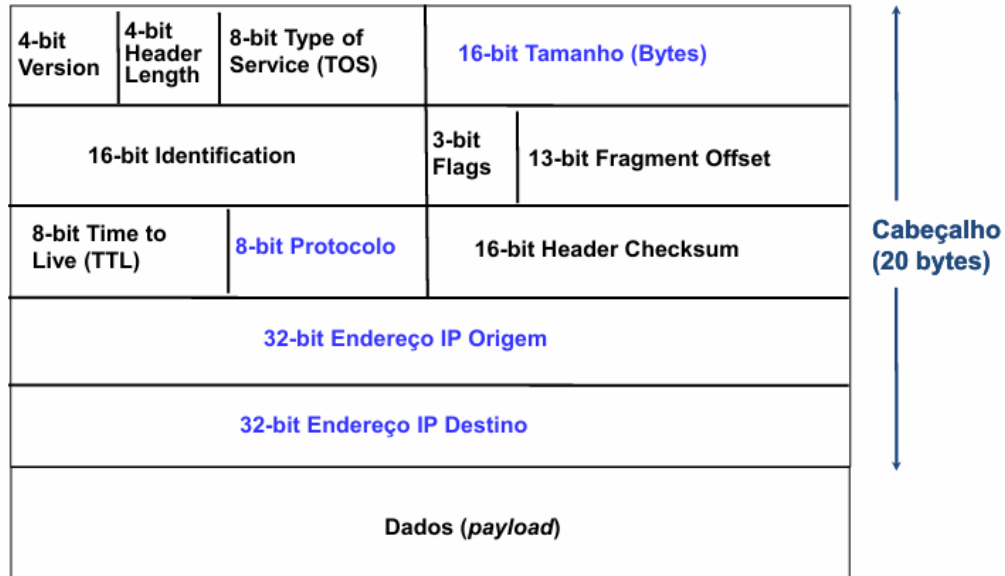 4-bit
Version
4-bit
Header
Length
8-bit Type of
Service (TOS)
16-bit Tamanho (Bytes)
16-bit Identification
3-bit
Flags
13-bit Fragment Offset
8-bit Time to
Live (TTL)
8-bit Protocolo
16-bit Header Checksum
Cabeçalho
(20 bytes)
32-bit Endereço IP Origem
32-bit Endereço IP Destino
Dados (payload)